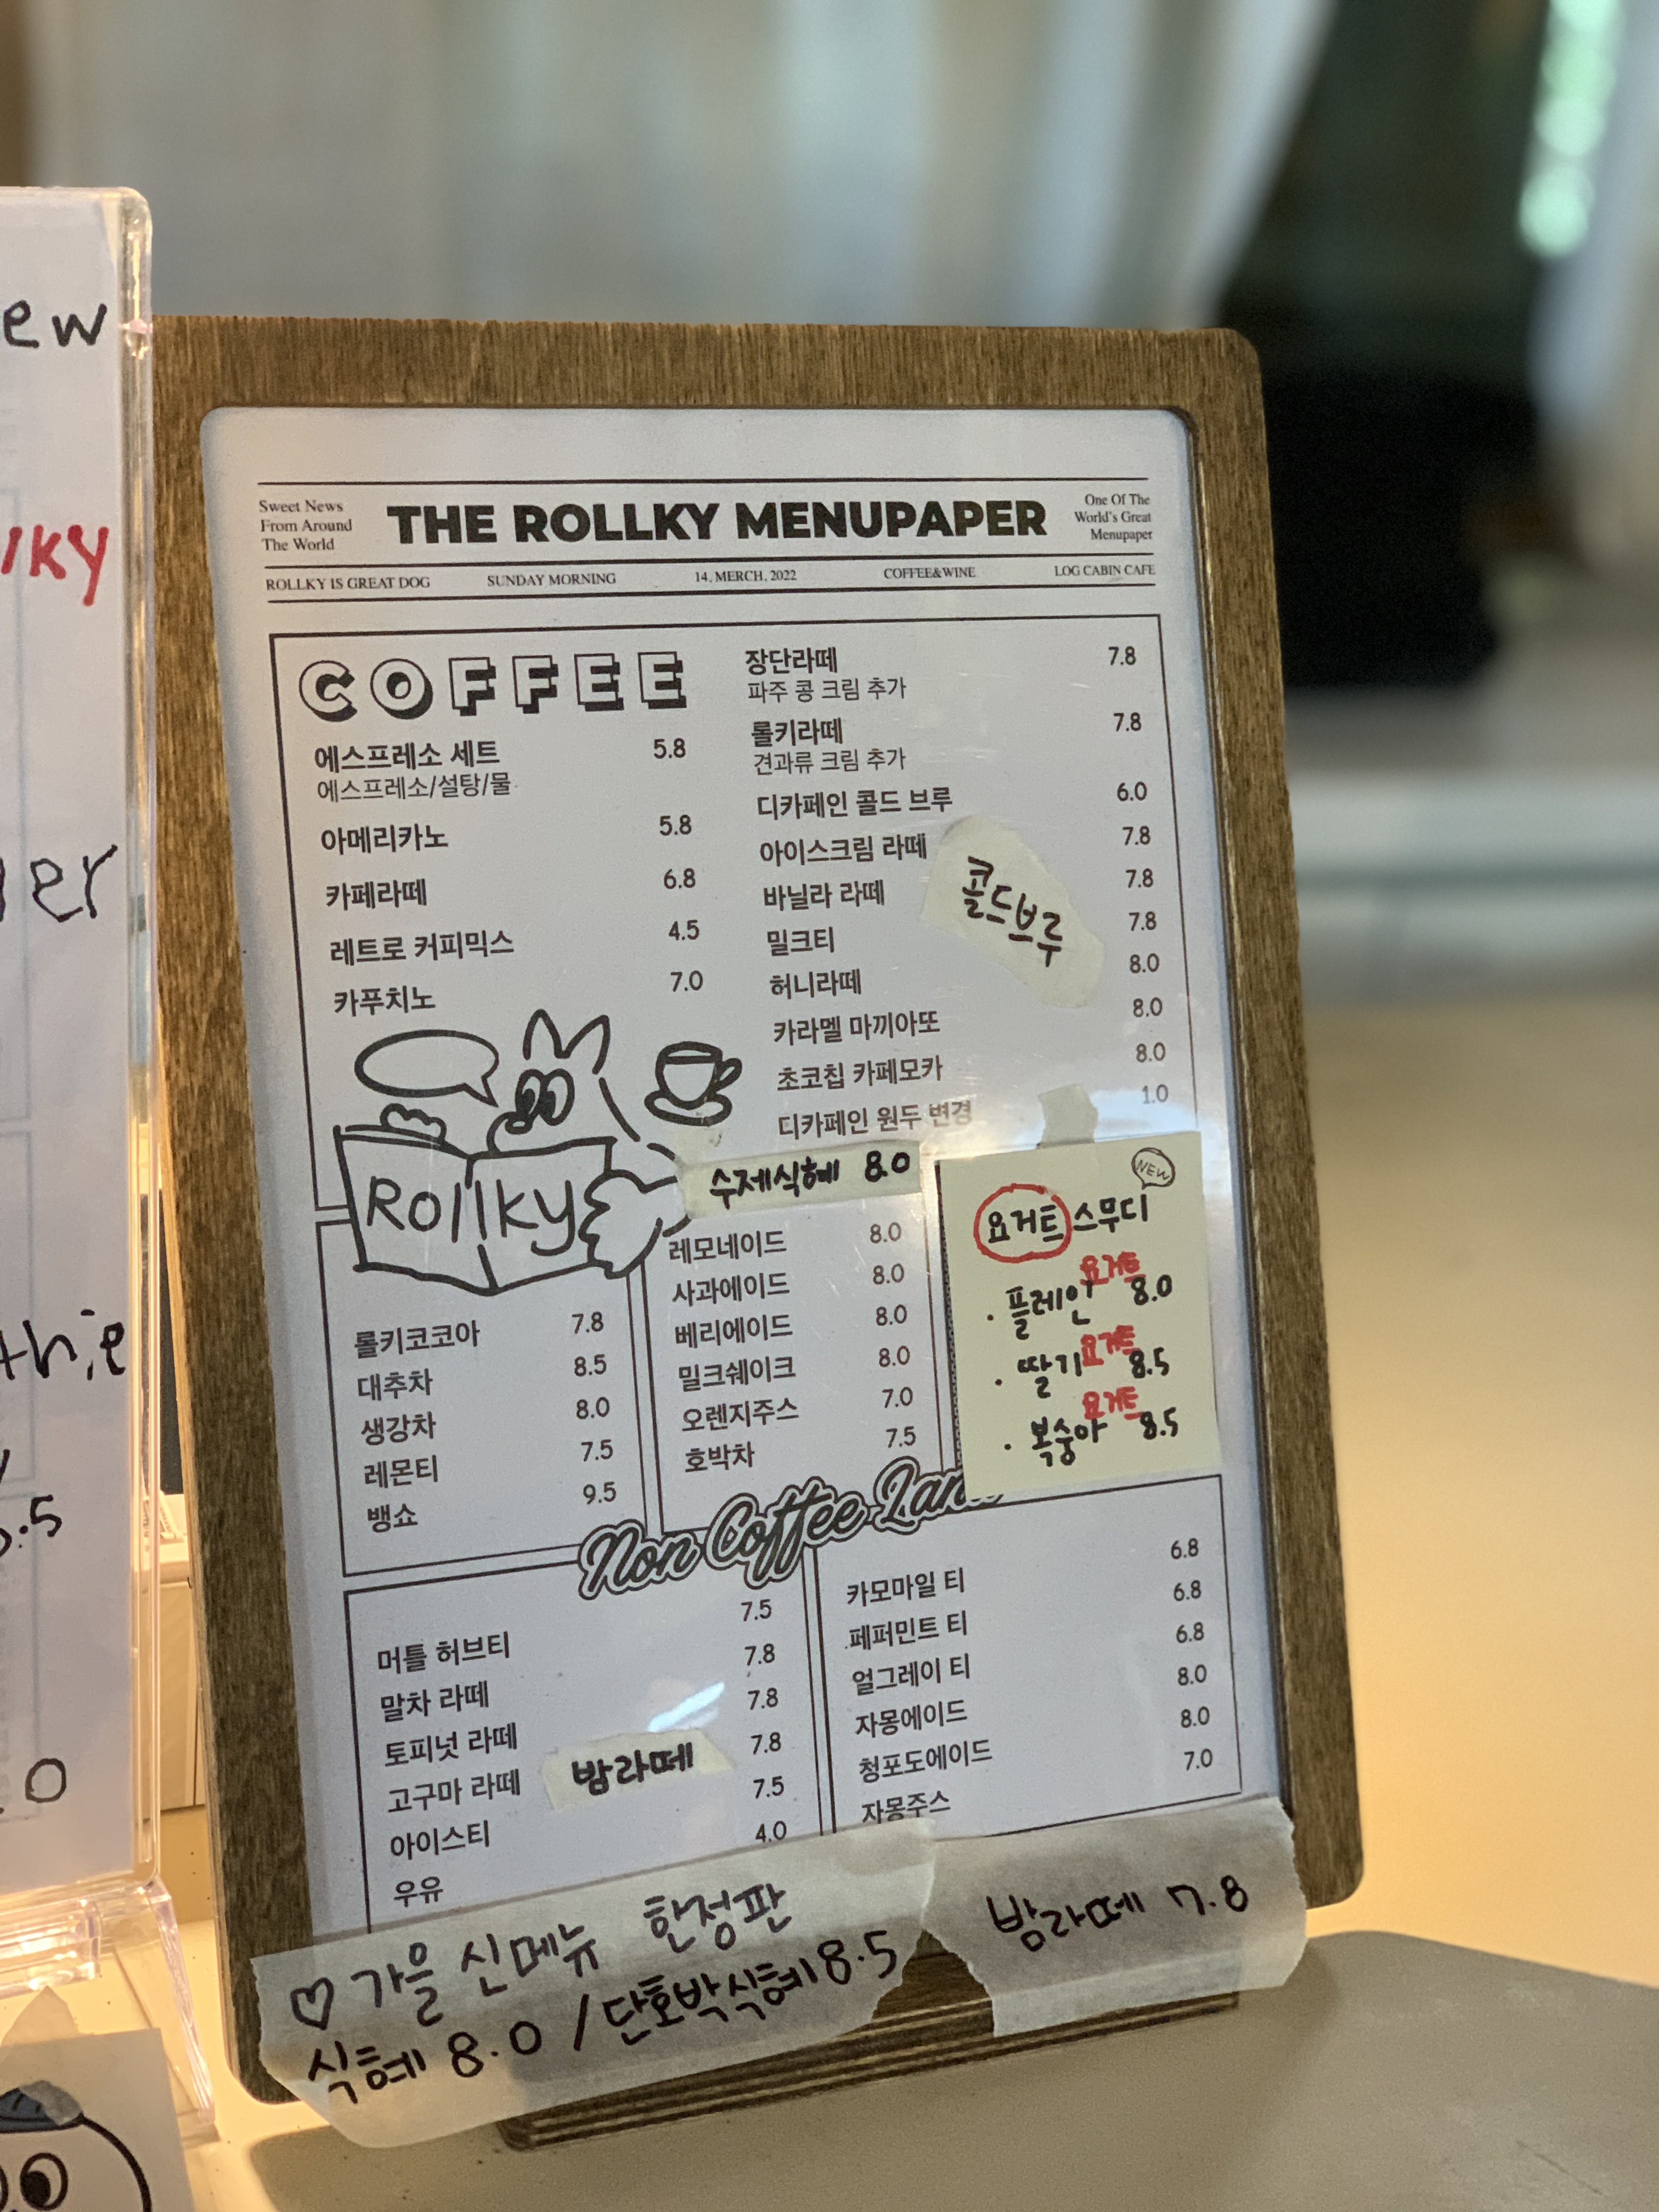 ew
lky
er
thie
.5
0
Sweet News
From Around
The World
THE ROLLKY MENUPAPER
One Of The
World's Great
Menupaper
ROLLKY IS GREAT DOG SUNDAY MORNING 14, MERCH, 2022 COFFEE&WINE LOG CABIN CAFE
COFFEE
에스프레소 세트 5.8
에스프레소/설탕/물
아메리카노 5.8
카페라떼 6.8
레트로 커피믹스 4.5
카푸치노 7.0
장단라떼 7.8
파주 콩 크림 추가
롤키라떼 7.8
견과류 크림 추가
디카페인 콜드 브루 6.0
아이스크림 라떼 7.8
바닐라 라떼 7.8
밀크티 7.8
허니라떼 8.0
카라멜 마끼아또 8.0
초코칩 카페모카 8.0
디카페인 원두 변경 1.0
콜드브루
Rollky
롤키코코아 7.8
대추차 8.5
생강차 8.0
레몬티 7.5
뱅쇼 9.5
수제식혜 8.0
레모네이드 8.0
사과에이드 8.0
베리에이드 8.0
밀크쉐이크 8.0
오렌지주스 7.0
호박차 7.5
NEW
요거트 스무디
· 플레인 요거트 8.0
· 딸기 요거트 8.5
· 복숭아 요거트 8.5
Non Coffee Lan
머틀 허브티 7.5
말차 라떼 7.8
토피넛 라떼 7.8
고구마 라떼 7.8
아이스티 7.5
우유 4.0
밤라떼
카모마일 티 6.8
페퍼민트 티 6.8
얼그레이 티 6.8
자몽에이드 8.0
청포도에이드 8.0
자몽주스 7.0
♡ 가을 신메뉴 한정판
식혜 8.0 / 단호박식혜 8.5
밤라떼 7.8